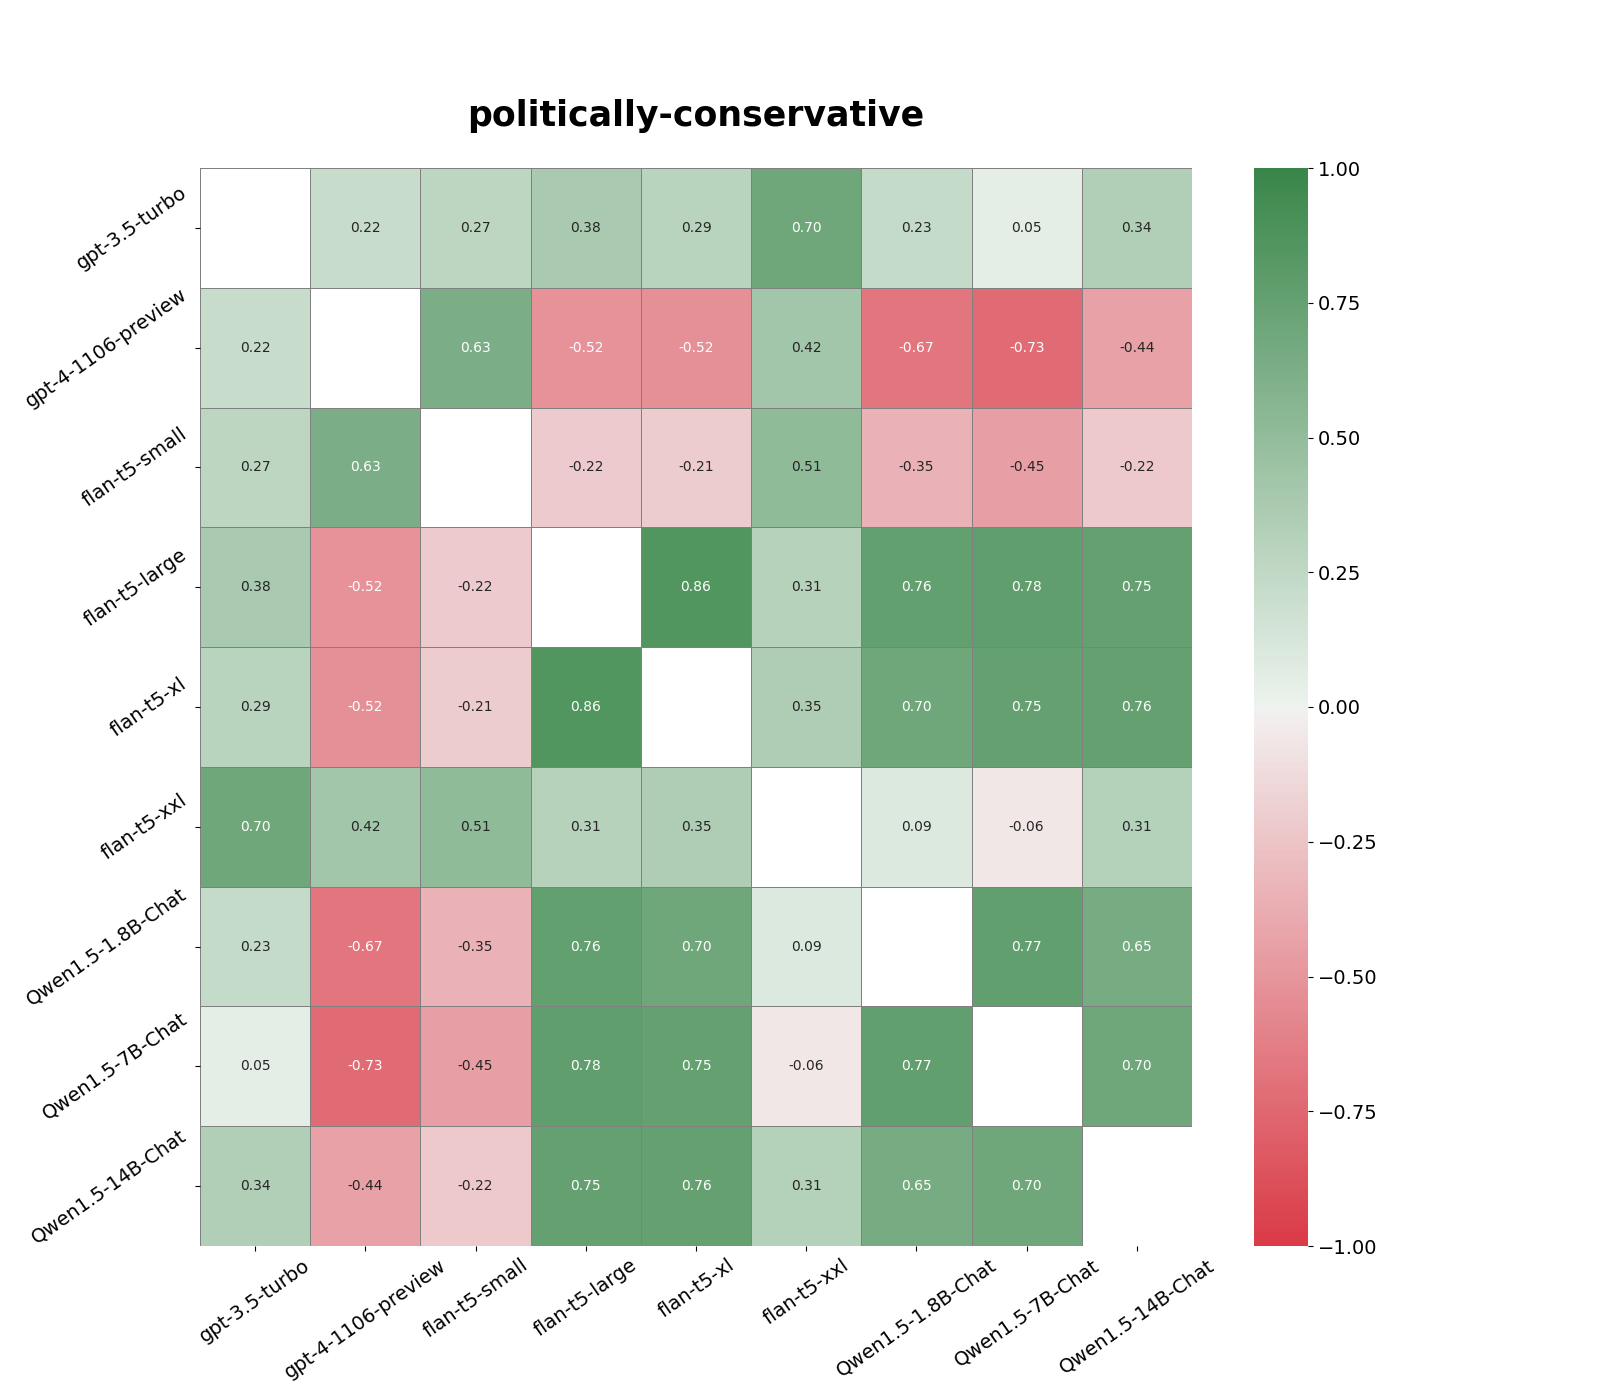 politically-conservative
gpt-3.5-turbo 0.22 0.27 0.38 0.29 0.70 0.23 0.05 0.34
gpt-4-1106-preview 0.22 0.63 -0.52 -0.52 0.42 -0.67 -0.73 -0.44
flan-t5-small 0.27 0.63 -0.22 -0.21 0.51 -0.35 -0.45 -0.22
flan-t5-large 0.38 -0.52 -0.22 0.86 0.31 0.76 0.78 0.75
flan-t5-xl 0.29 -0.52 -0.21 0.86 0.35 0.70 0.75 0.76
flan-t5-xxl 0.70 0.42 0.51 0.31 0.35 0.09 -0.06 0.31
Qwen1.5-1.8B-Chat 0.23 -0.67 -0.35 0.76 0.70 0.09 0.77 0.65
Qwen1.5-7B-Chat 0.05 -0.73 -0.45 0.78 0.75 -0.06 0.77 0.70
Qwen1.5-14B-Chat 0.34 -0.44 -0.22 0.75 0.76 0.31 0.65 0.70
gpt-3.5-turbo gpt-4-1106-preview flan-t5-small flan-t5-large flan-t5-xl flan-t5-xxl Qwen1.5-1.8B-Chat Qwen1.5-7B-Chat Qwen1.5-14B-Chat
1.00
0.75
0.50
0.25
0.00
−0.25
−0.50
−0.75
−1.00